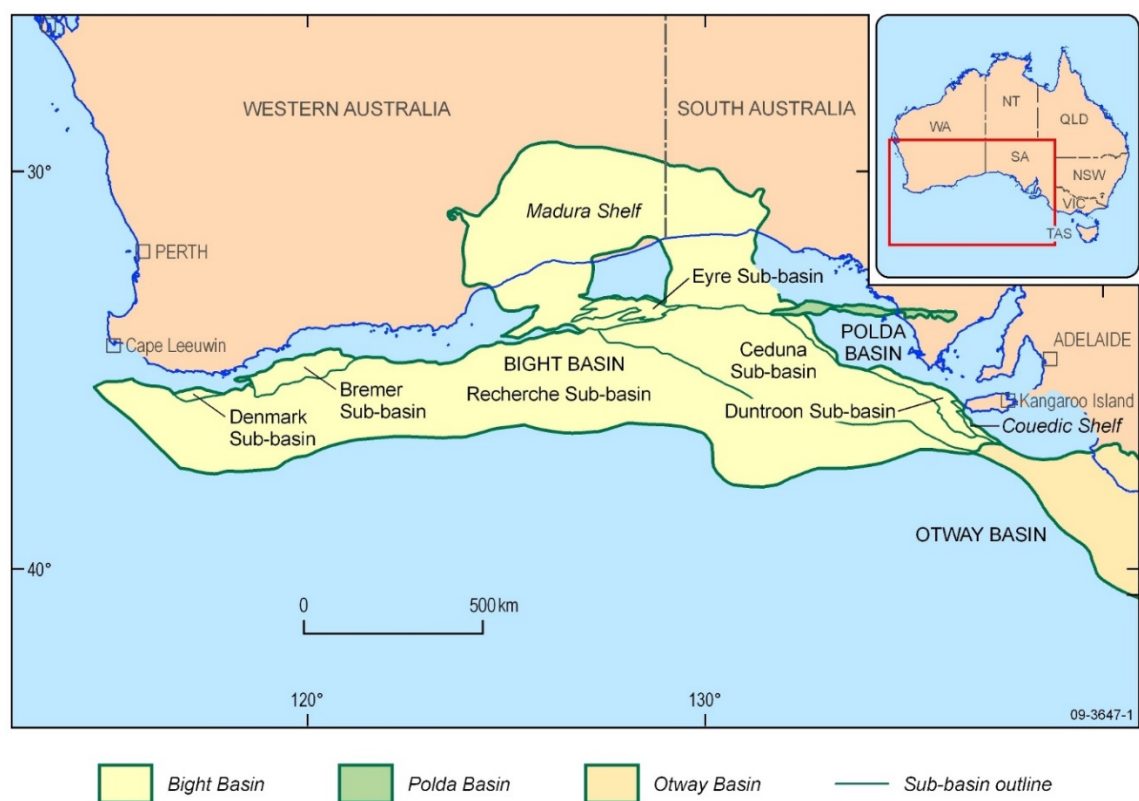 WESTERN AUSTRALIA
SOUTH AUSTRALIA
NT
WA
QLD
SA
NSW
VIC
TAS
30°
Madura Shelf
PERTH
Eyre Sub-basin
Cape Leeuwin
POLDA
BASIN
ADELAIDE
BIGHT BASIN
Ceduna
Sub-basin
Bremer
Sub-basin
Recherche Sub-basin
Denmark
Sub-basin
Duntroon Sub-basin
Kangaroo Island
Couedic Shelf
OTWAY BASIN
40°
0
500 km
120°
130°
09-3647-1
Bight Basin
Polda Basin
Otway Basin
Sub-basin outline